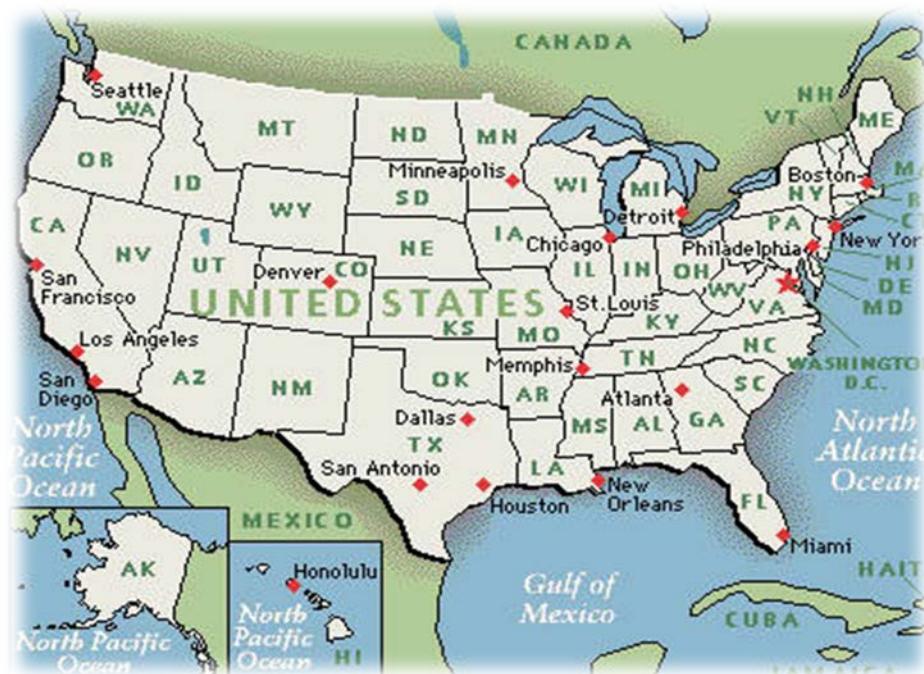 CANADA
NH
VT
ME
Seattle
WA
MT
ND
MN
OR
Minneapolis
Boston
ID
SD
WI
MI
NY
WY
Detroit
PA
CA
IA
Chicago
New York
NV
NE
Philadelphia
UT
Denver
CO
IL
IN
OH
NJ
San
Francisco
WV
DE
UNITED STATES
St. Louis
VA
MD
KS
MO
KY
Los Angeles
NC
Memphis
TN
WASHINGTON
D.C.
AZ
NM
OK
AR
SC
San
Diego
Atlanta
Dallas
MS
AL
GA
North
Pacific
Ocean
TX
North
Atlantic
Ocean
San Antonio
LA
Houston
New
Orleans
FL
MEXICO
Miami
AK
Honolulu
Gulf of
Mexico
HAIT
North
Pacific
Ocean
CUBA
North Pacific
Ocean
HI